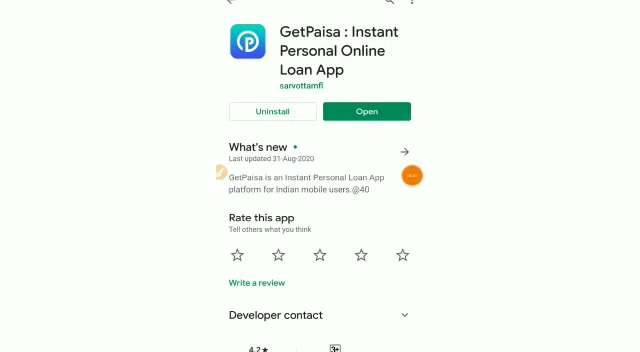 GetPaisa : Instant
Personal Online
Loan App
sarvottamfi
Uninstall
Open
What's new •
Last updated 31-Aug-2020
GetPaisa is an Instant Personal Loan App
platform for Indian mobile users.@40
Rate this app
Tell others what you think
Write a review
Developer contact
4.2★
3+